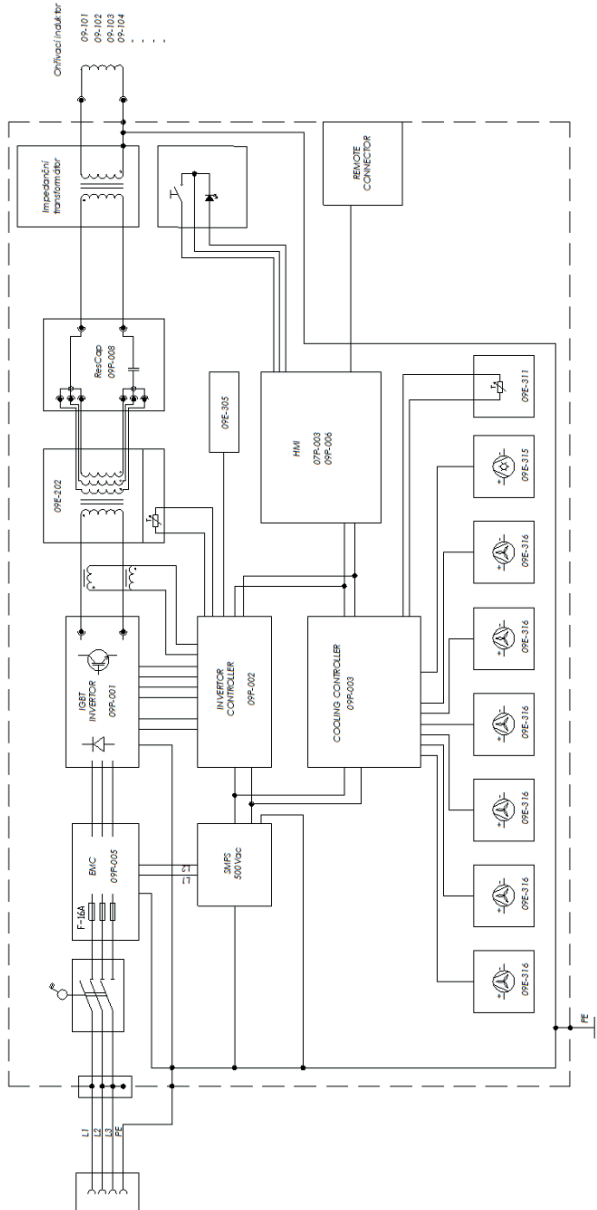 Ohřívací induktor
09-101
09-102
09-103
09-104
-
-
-
-
Impedanční
transformátor
REMOTE
CONNECTOR
ResCap
09P-008
09E-305
HMI
07P-003
09P-006
09E-311
09E-202
09E-315
09E-316
09E-316
09E-316
09E-316
09E-316
09E-316
IGBT
INVERTOR
09P-001
INVERTOR
CONTROLLER
09P-002
COOLING CONTROLLER
09P-003
EMC
09P-005
F-16A
SMPS
500Vac
L1
L2
L3
PE
PE